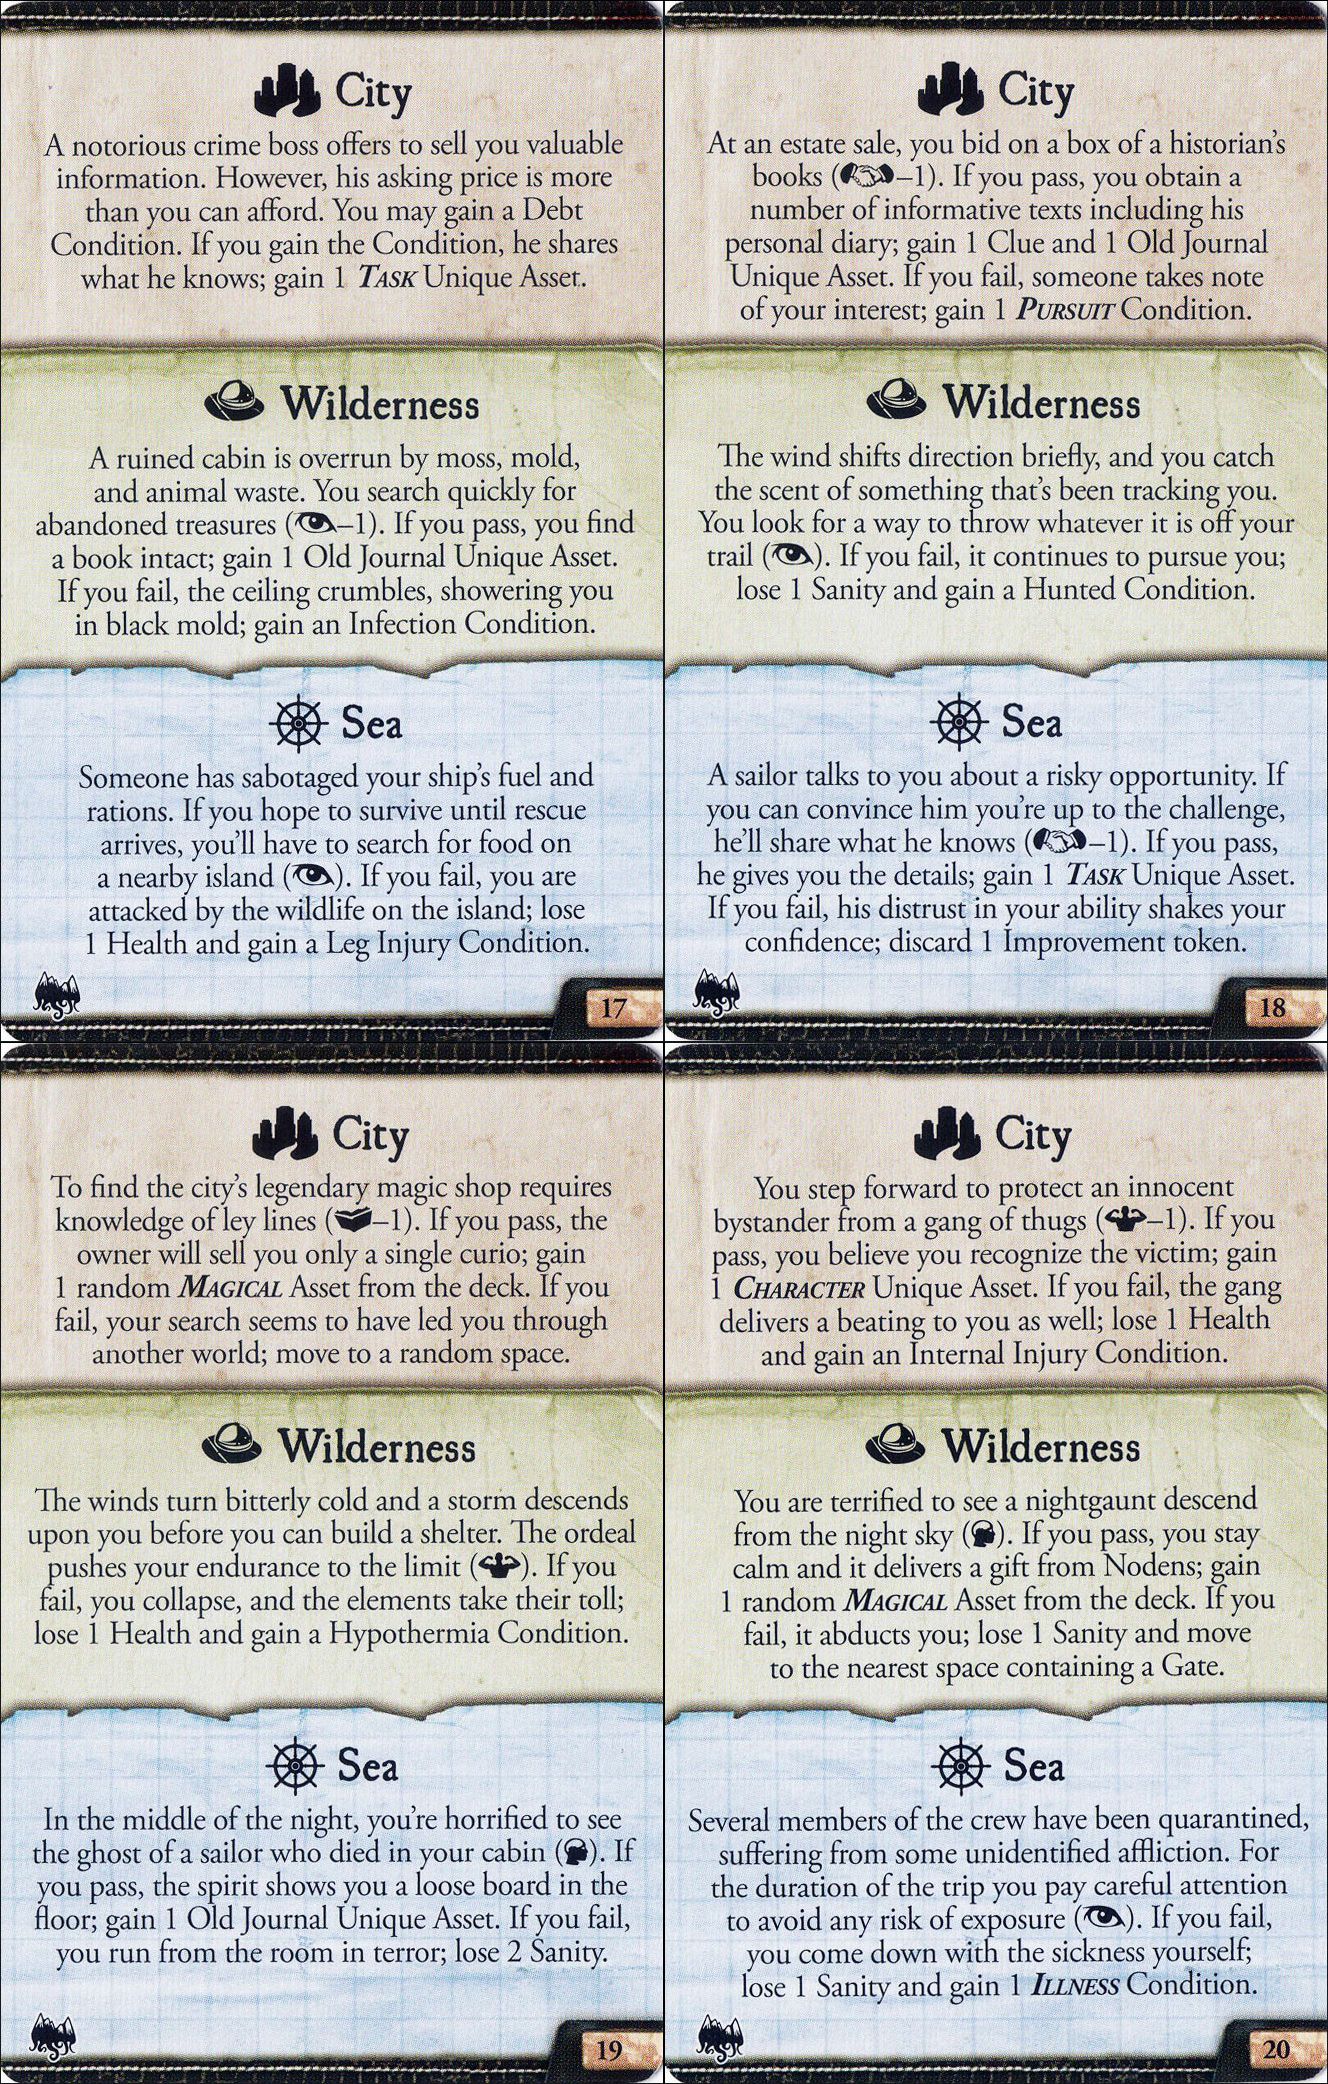 City
A notorious crime boss offers to sell you valuable
information. However, his asking price is more
than you can afford. You may gain a Debt
Condition. If you gain the Condition, he shares
what he knows; gain 1 TASK Unique Asset.
Wilderness
A ruined cabin is overrun by moss, mold,
and animal waste. You search quickly for
abandoned treasures (–1). If you pass, you find
a book intact; gain 1 Old Journal Unique Asset.
If you fail, the ceiling crumbles, showering you
in black mold; gain an Infection Condition.
Sea
Someone has sabotaged your ship's fuel and
rations. If you hope to survive until rescue
arrives, you'll have to search for food on
a nearby island (). If you fail, you are
attacked by the wildlife on the island; lose
1 Health and gain a Leg Injury Condition.
17
City
At an estate sale, you bid on a box of a historian's
books (–1). If you pass, you obtain a
number of informative texts including his
personal diary; gain 1 Clue and 1 Old Journal
Unique Asset. If you fail, someone takes note
of your interest; gain 1 PURSUIT Condition.
Wilderness
The wind shifts direction briefly, and you catch
the scent of something that's been tracking you.
You look for a way to throw whatever it is off your
trail (). If you fail, it continues to pursue you;
lose 1 Sanity and gain a Hunted Condition.
Sea
A sailor talks to you about a risky opportunity. If
you can convince him you're up to the challenge,
he'll share what he knows (–1). If you pass,
he gives you the details; gain 1 TASK Unique Asset.
If you fail, his distrust in your ability shakes your
confidence; discard 1 Improvement token.
18
City
To find the city's legendary magic shop requires
knowledge of ley lines (–1). If you pass, the
owner will sell you only a single curio; gain
1 random MAGICAL Asset from the deck. If you
fail, your search seems to have led you through
another world; move to a random space.
Wilderness
The winds turn bitterly cold and a storm descends
upon you before you can build a shelter. The ordeal
pushes your endurance to the limit (). If you
fail, you collapse, and the elements take their toll;
lose 1 Health and gain a Hypothermia Condition.
Sea
In the middle of the night, you're horrified to see
the ghost of a sailor who died in your cabin (). If
you pass, the spirit shows you a loose board in the
floor; gain 1 Old Journal Unique Asset. If you fail,
you run from the room in terror; lose 2 Sanity.
19
City
You step forward to protect an innocent
bystander from a gang of thugs (–1). If you
pass, you believe you recognize the victim; gain
1 CHARACTER Unique Asset. If you fail, the gang
delivers a beating to you as well; lose 1 Health
and gain an Internal Injury Condition.
Wilderness
You are terrified to see a nightgaunt descend
from the night sky (). If you pass, you stay
calm and it delivers a gift from Nodens; gain
1 random MAGICAL Asset from the deck. If you
fail, it abducts you; lose 1 Sanity and move
to the nearest space containing a Gate.
Sea
Several members of the crew have been quarantined,
suffering from some unidentified affliction. For
the duration of the trip you pay careful attention
to avoid any risk of exposure (). If you fail,
you come down with the sickness yourself;
lose 1 Sanity and gain 1 ILLNESS Condition.
20